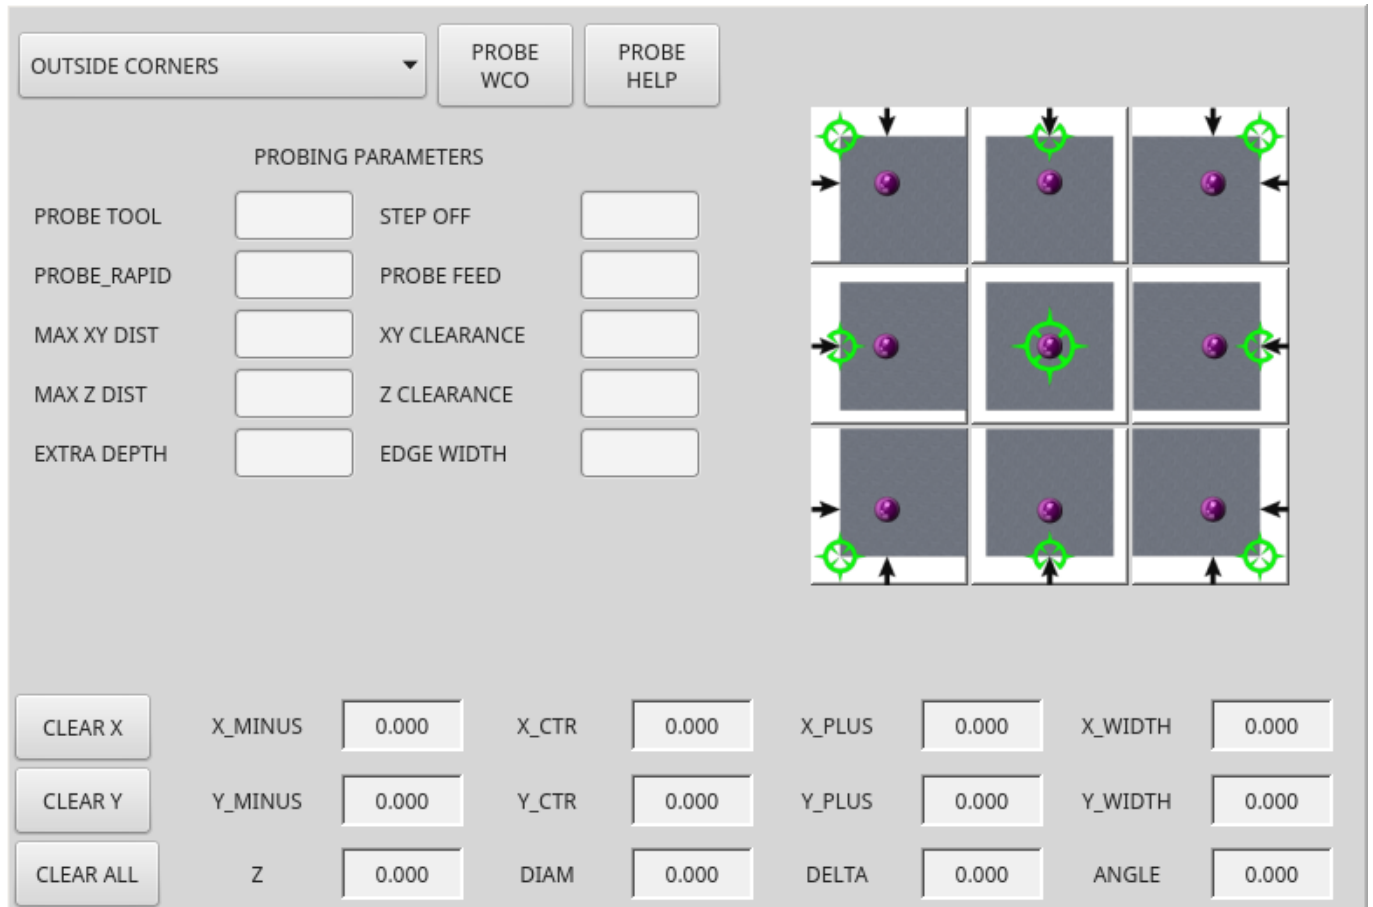 OUTSIDE CORNERS
PROBE
WCO
PROBE
HELP
PROBING PARAMETERS
PROBE TOOL STEP OFF
PROBE_RAPID PROBE FEED
MAX XY DIST XY CLEARANCE
MAX Z DIST Z CLEARANCE
EXTRA DEPTH EDGE WIDTH
CLEAR X X_MINUS 0.000 X_CTR 0.000 X_PLUS 0.000 X_WIDTH 0.000
CLEAR Y Y_MINUS 0.000 Y_CTR 0.000 Y_PLUS 0.000 Y_WIDTH 0.000
CLEAR ALL Z 0.000 DIAM 0.000 DELTA 0.000 ANGLE 0.000